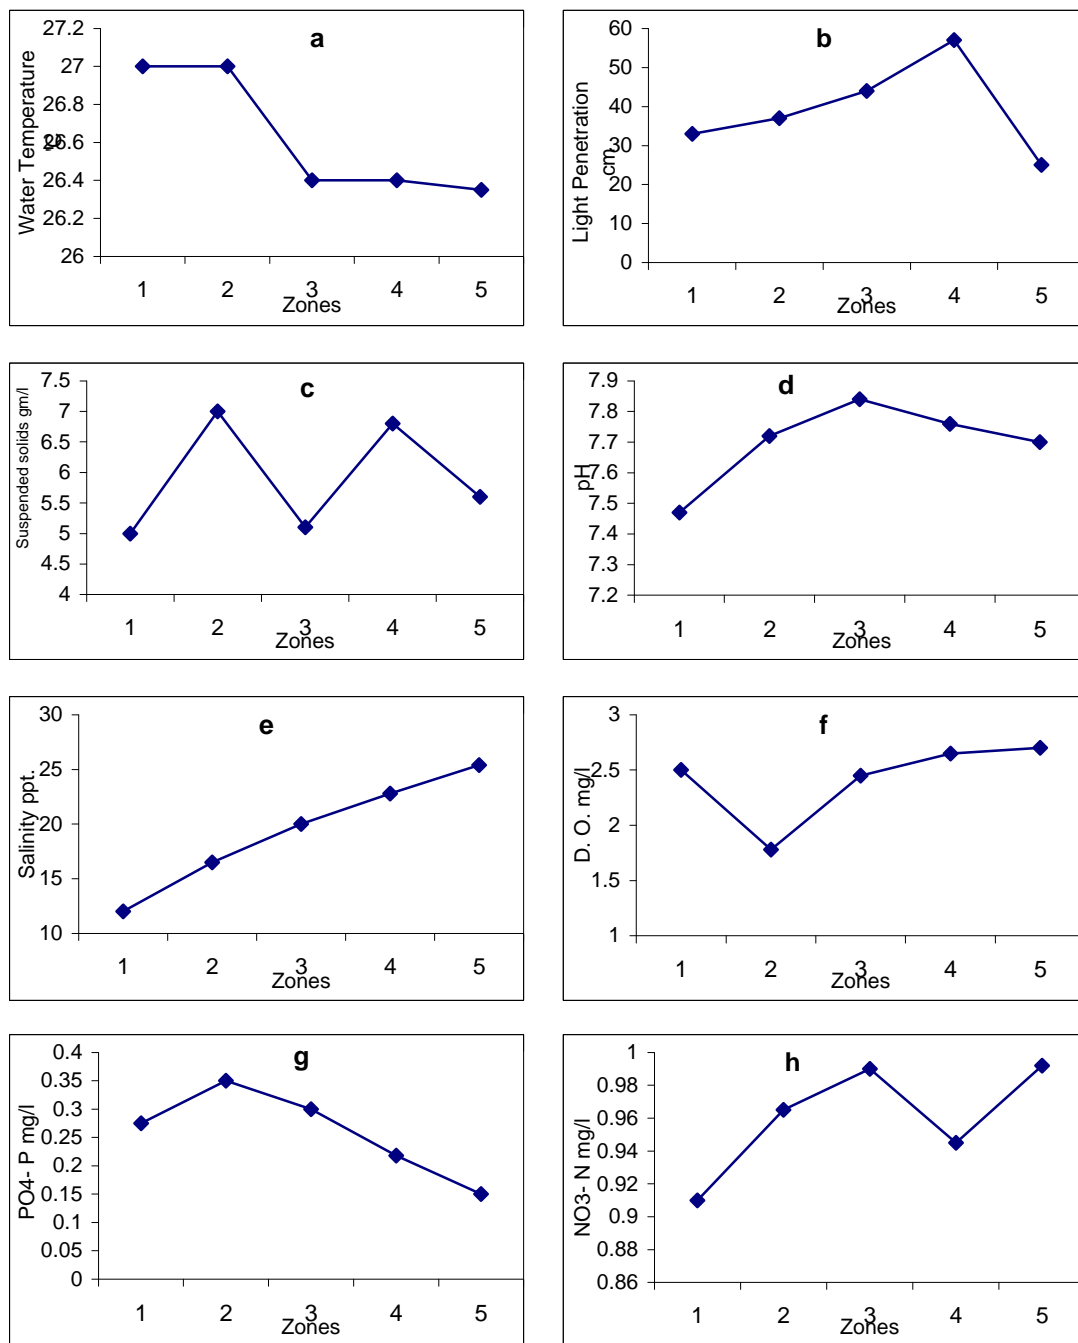 a
Water Temperature
C
27.2
27
26.8
26.6
26.4
26.2
26
1 2 3 4 5
Zones
b
Light Penetration
cm
60
50
40
30
20
10
0
1 2 3 4 5
Zones
c
Suspended solids gm/l
7.5
7
6.5
6
5.5
5
4.5
4
1 2 3 4 5
Zones
d
pH
7.9
7.8
7.7
7.6
7.5
7.4
7.3
7.2
1 2 3 4 5
Zones
e
Salinity ppt.
30
25
20
15
10
1 2 3 4 5
Zones
f
D. O. mg/l
3
2.5
2
1.5
1
1 2 3 4 5
Zones
g
PO4- P mg/l
0.4
0.35
0.3
0.25
0.2
0.15
0.1
0.05
0
1 2 3 4 5
Zones
h
NO3- N mg/l
1
0.98
0.96
0.94
0.92
0.9
0.88
0.86
1 2 3 4 5
Zones